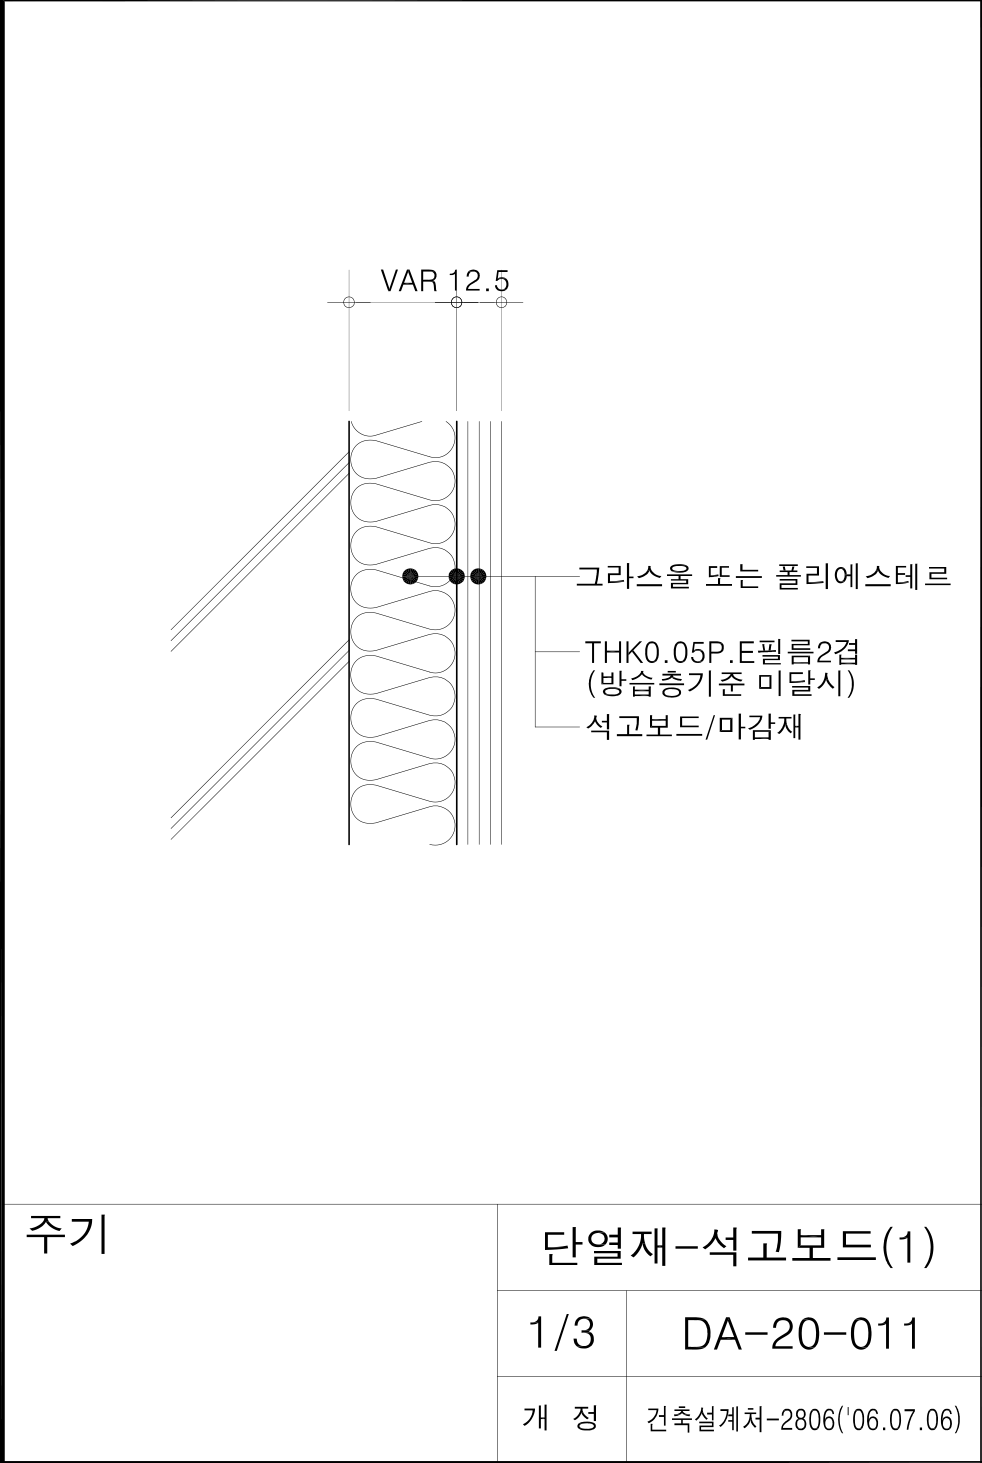 VAR 12.5
그라스울 또는 폴리에스테르
THK0.05P.E필름2겹
(방습층기준 미달시)
석고보드/마감재
주기
단열재-석고보드(1)
1/3
DA-20-011
개 정
건축설계처-2806('06.07.06)